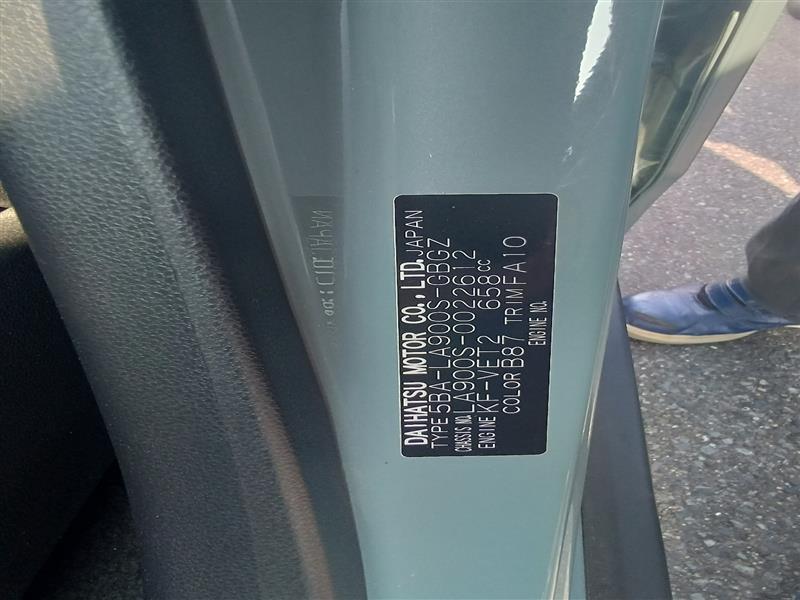 DAIHATSU MOTOR CO., LTD. JAPAN
TYPE 5BA-LA900S-GBGZ
CHASSIS NO. LA900S-0022612
ENGINE KF-VET2 658cc
COLOR B87 TRIM FA10
ENGINE NO.